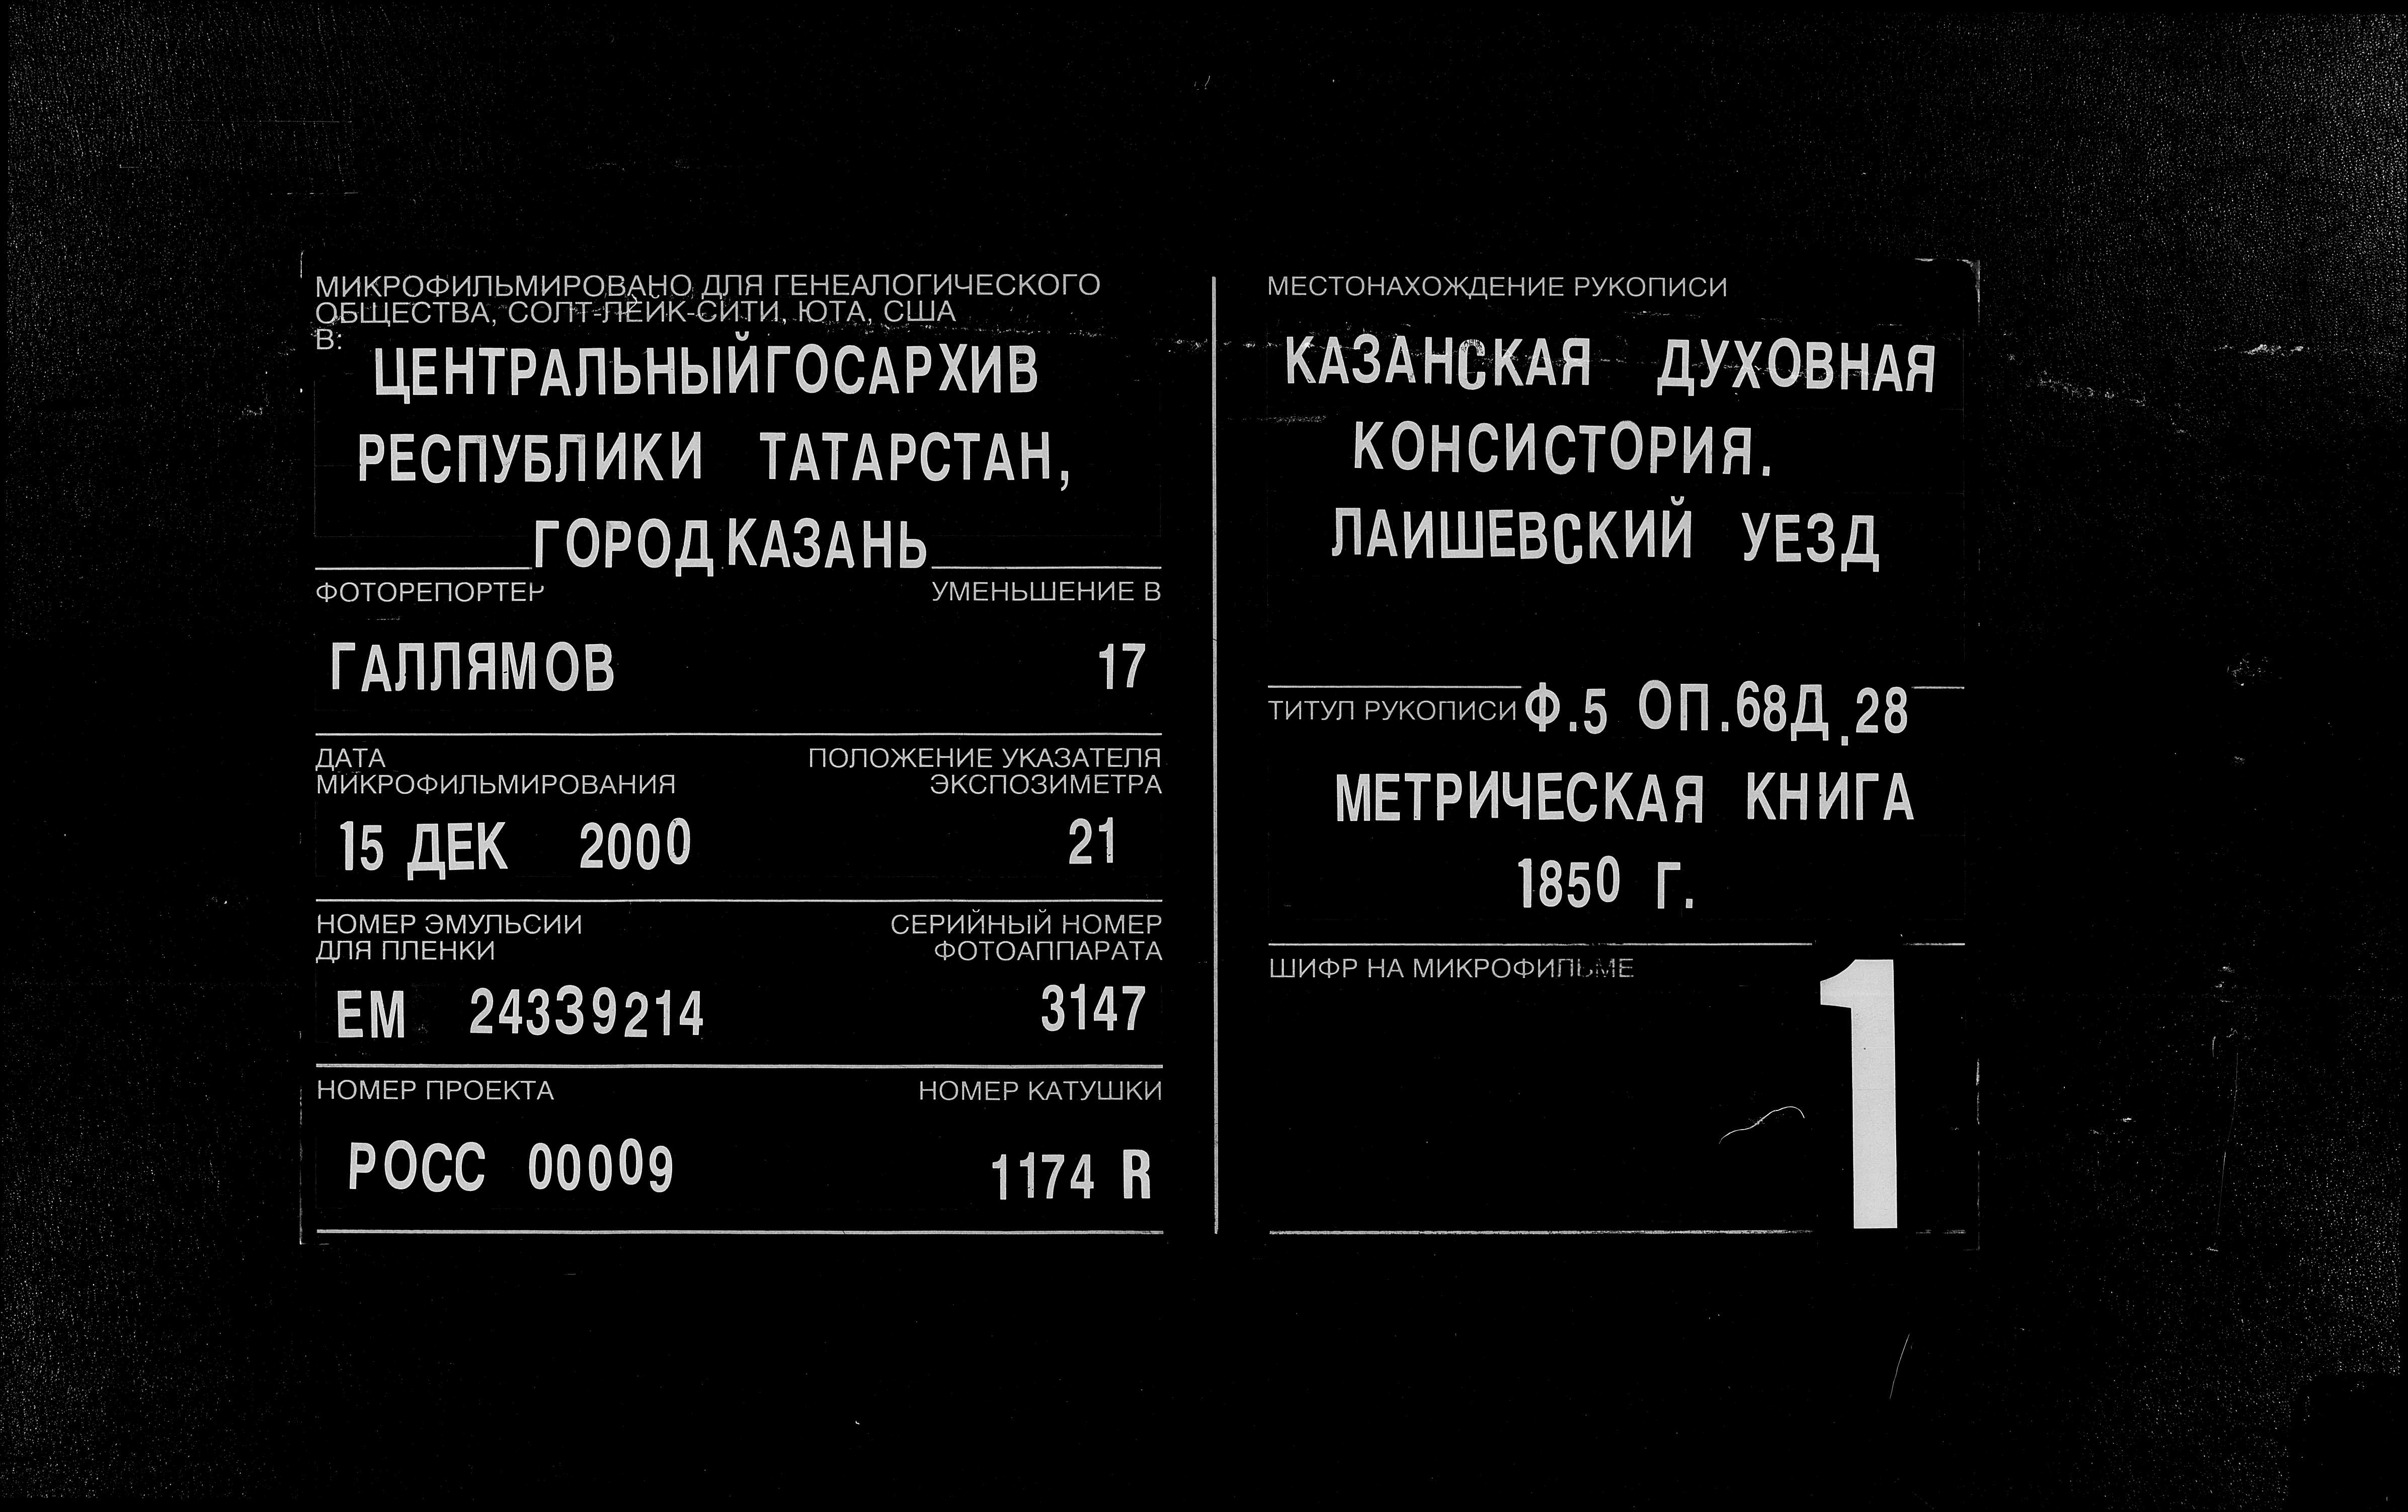 МИКРОФИЛЬМИРОВАНО ДЛЯ ГЕНЕАЛОГИЧЕСКОГО
ОБЩЕСТВА, СОЛТ-ЛЕЙК-СИТИ, ЮТА, США
В:
ЦЕНТРАЛЬНЫЙ ГОСАРХИВ
РЕСПУБЛИКИ ТАТАРСТАН,
ГОРОД КАЗАНЬ
ФОТОРЕПОРТЕР УМЕНЬШЕНИЕ В
ГАЛЛЯМОВ 17
ДАТА ПОЛОЖЕНИЕ УКАЗАТЕЛЯ
МИКРОФИЛЬМИРОВАНИЯ ЭКСПОЗИМЕТРА
15 ДЕК 2000 21
НОМЕР ЭМУЛЬСИИ СЕРИЙНЫЙ НОМЕР
ДЛЯ ПЛЕНКИ ФОТОАППАРАТА
ЕМ 24339214 3147
НОМЕР ПРОЕКТА НОМЕР КАТУШКИ
РОСС 00009 1174 R
МЕСТОНАХОЖДЕНИЕ РУКОПИСИ
КАЗАНСКАЯ ДУХОВНАЯ
КОНСИСТОРИЯ.
ЛАИШЕВСКИЙ УЕЗД
ТИТУЛ РУКОПИСИ Ф.5 ОП.68Д.28
МЕТРИЧЕСКАЯ КНИГА
1850 Г.
ШИФР НА МИКРОФИЛЬМЕ
1